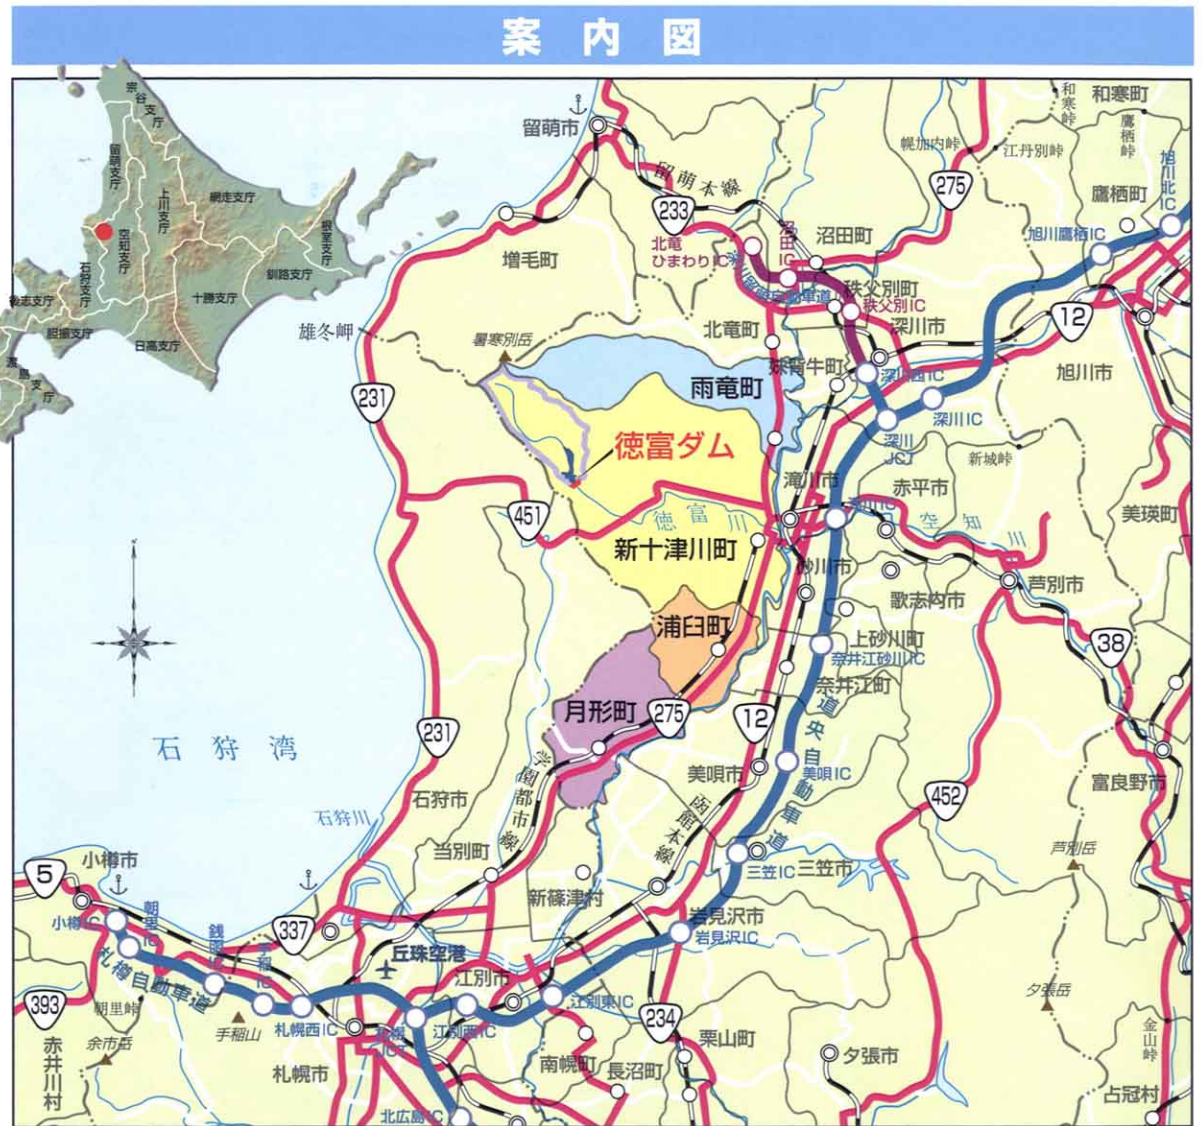 案内図
宗谷支庁
留萌支庁
上川支庁
網走支庁
根室支庁
空知支庁
石狩支庁
釧路支庁
十勝支庁
後志支庁
胆振支庁
日高支庁
渡島支庁
留萌市
留萌本線
233
275
和寒町
和寒峠
鷹栖峠
幌加内峠
江丹別峠
旭川北IC
鷹栖町
旭川鷹栖IC
沼田IC
沼田町
北竜
ひまわりIC
増毛町
秩父別町
秩父別IC
深川市
北竜町
12
雄冬岬
暑寒別岳
妹背牛町
深川西IC
旭川市
雨竜町
231
深川IC
深川
JCT
徳富ダム
新城峠
滝川市
赤平市
451
徳富川
滝川IC
空知川
美瑛町
新十津川町
砂川市
芦別市
歌志内市
浦臼町
上砂川町
38
奈井江砂川IC
奈井江町
月形町
275
12
231
石狩湾
道央自動車道
学園都市線
美唄市
美唄IC
富良野市
石狩市
函館本線
452
石狩川
当別町
芦別岳
小樽市
5
三笠IC
三笠市
新篠津村
小樽IC
朝里IC
銭函IC
手稲IC
337
岩見沢市
岩見沢IC
丘珠空港
江別市
札樽自動車道
393
朝里峠
手稲山
札幌西IC
札幌
JCT
江別西IC
江別東IC
234
夕張岳
金山峠
余市岳
赤井川村
札幌市
南幌町
長沼町
栗山町
夕張市
占冠村
北広島IC